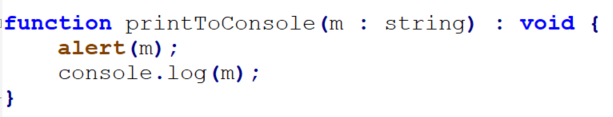 function printToConsole(m : string) : void {
    alert(m);
    console.log(m);
}